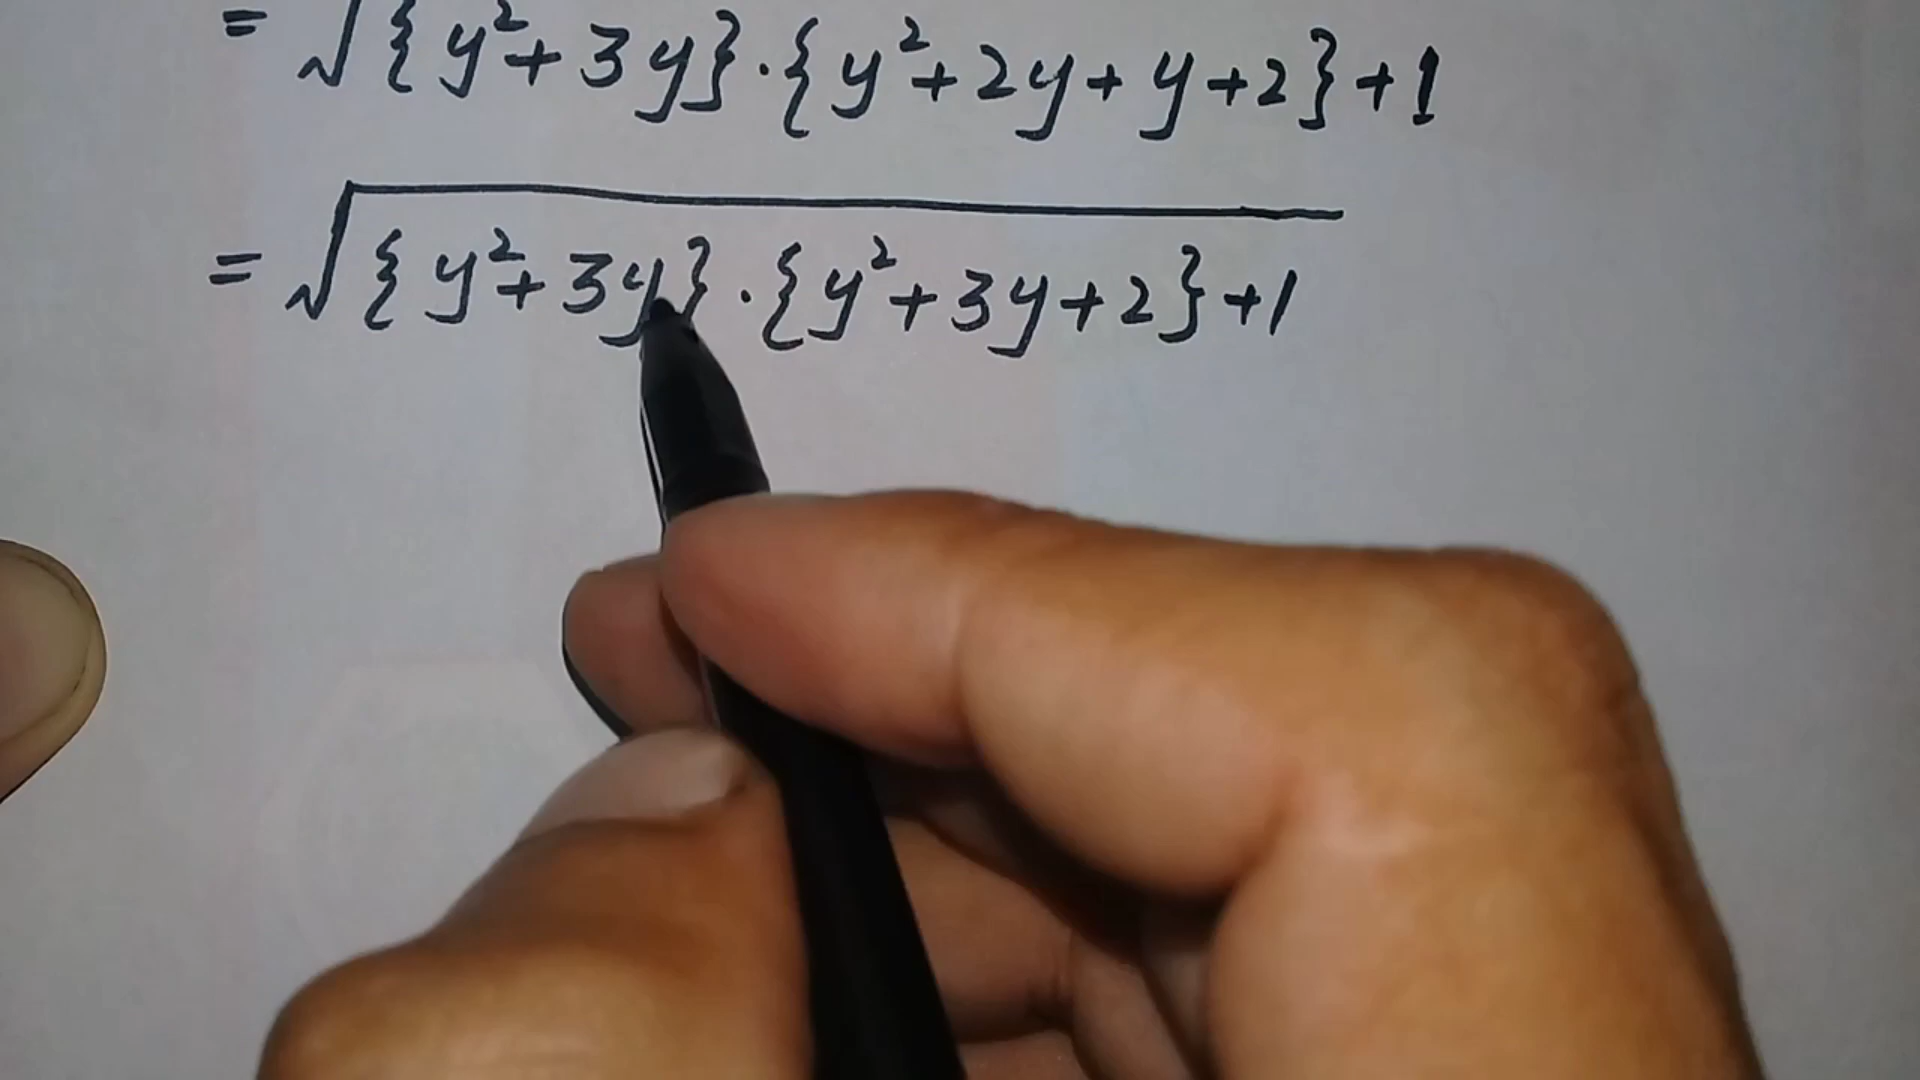 = √{y²+3y}·{y²+2y+y+2}+1
= √{y²+3y}·{y²+3y+2}+1